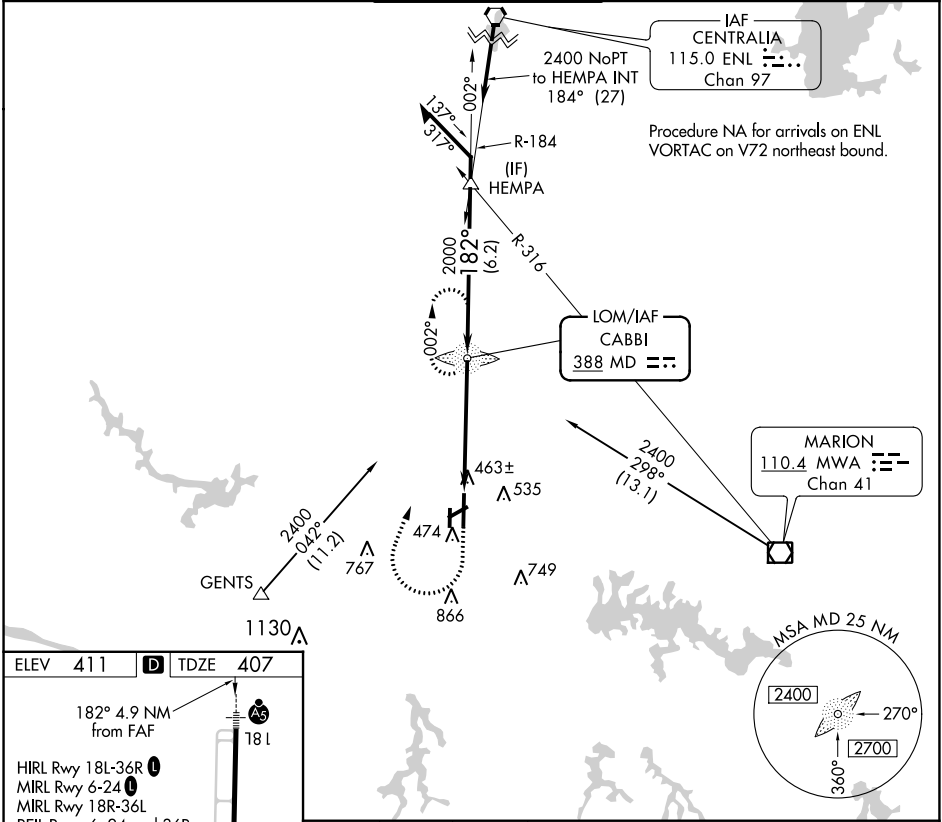 IAF
CENTRALIA
115.0 ENL
Chan 97
2400 NoPT
to HEMPA INT
184° (27)
002°
Procedure NA for arrivals on ENL
VORTAC on V72 northeast bound.
137°
317°
R-184
(IF)
HEMPA
2000
182°
(6.2)
R-316
002°
LOM/IAF
CABBI
388 MD
2400
298°
(13.1)
MARION
110.4 MWA
Chan 41
463±
535
474
2400
042°
(11.2)
767
749
GENTS
866
1130
MSA MD 25 NM
2400
270°
2700
360°
ELEV 411 D TDZE 407
182° 4.9 NM
from FAF
A5
18L
HIRL Rwy 18L-36R L
MIRL Rwy 6-24 L
MIRL Rwy 18R-36L